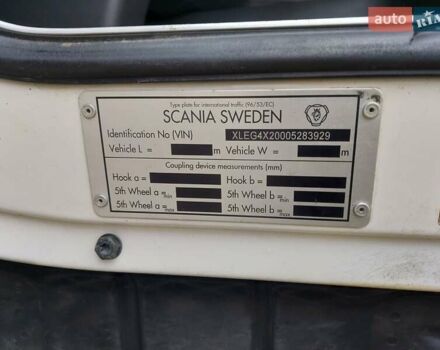 auto RIA
Type plate for international traffic (96/53/EC)
SCANIA SWEDEN
Identification No (VIN) XLEG4X20005283929
Vehicle L = m Vehicle W = m
Coupling device measurements (mm)
Hook a = Hook b =
5th Wheel a = min 5th Wheel b = min
5th Wheel a = max 5th Wheel b = max